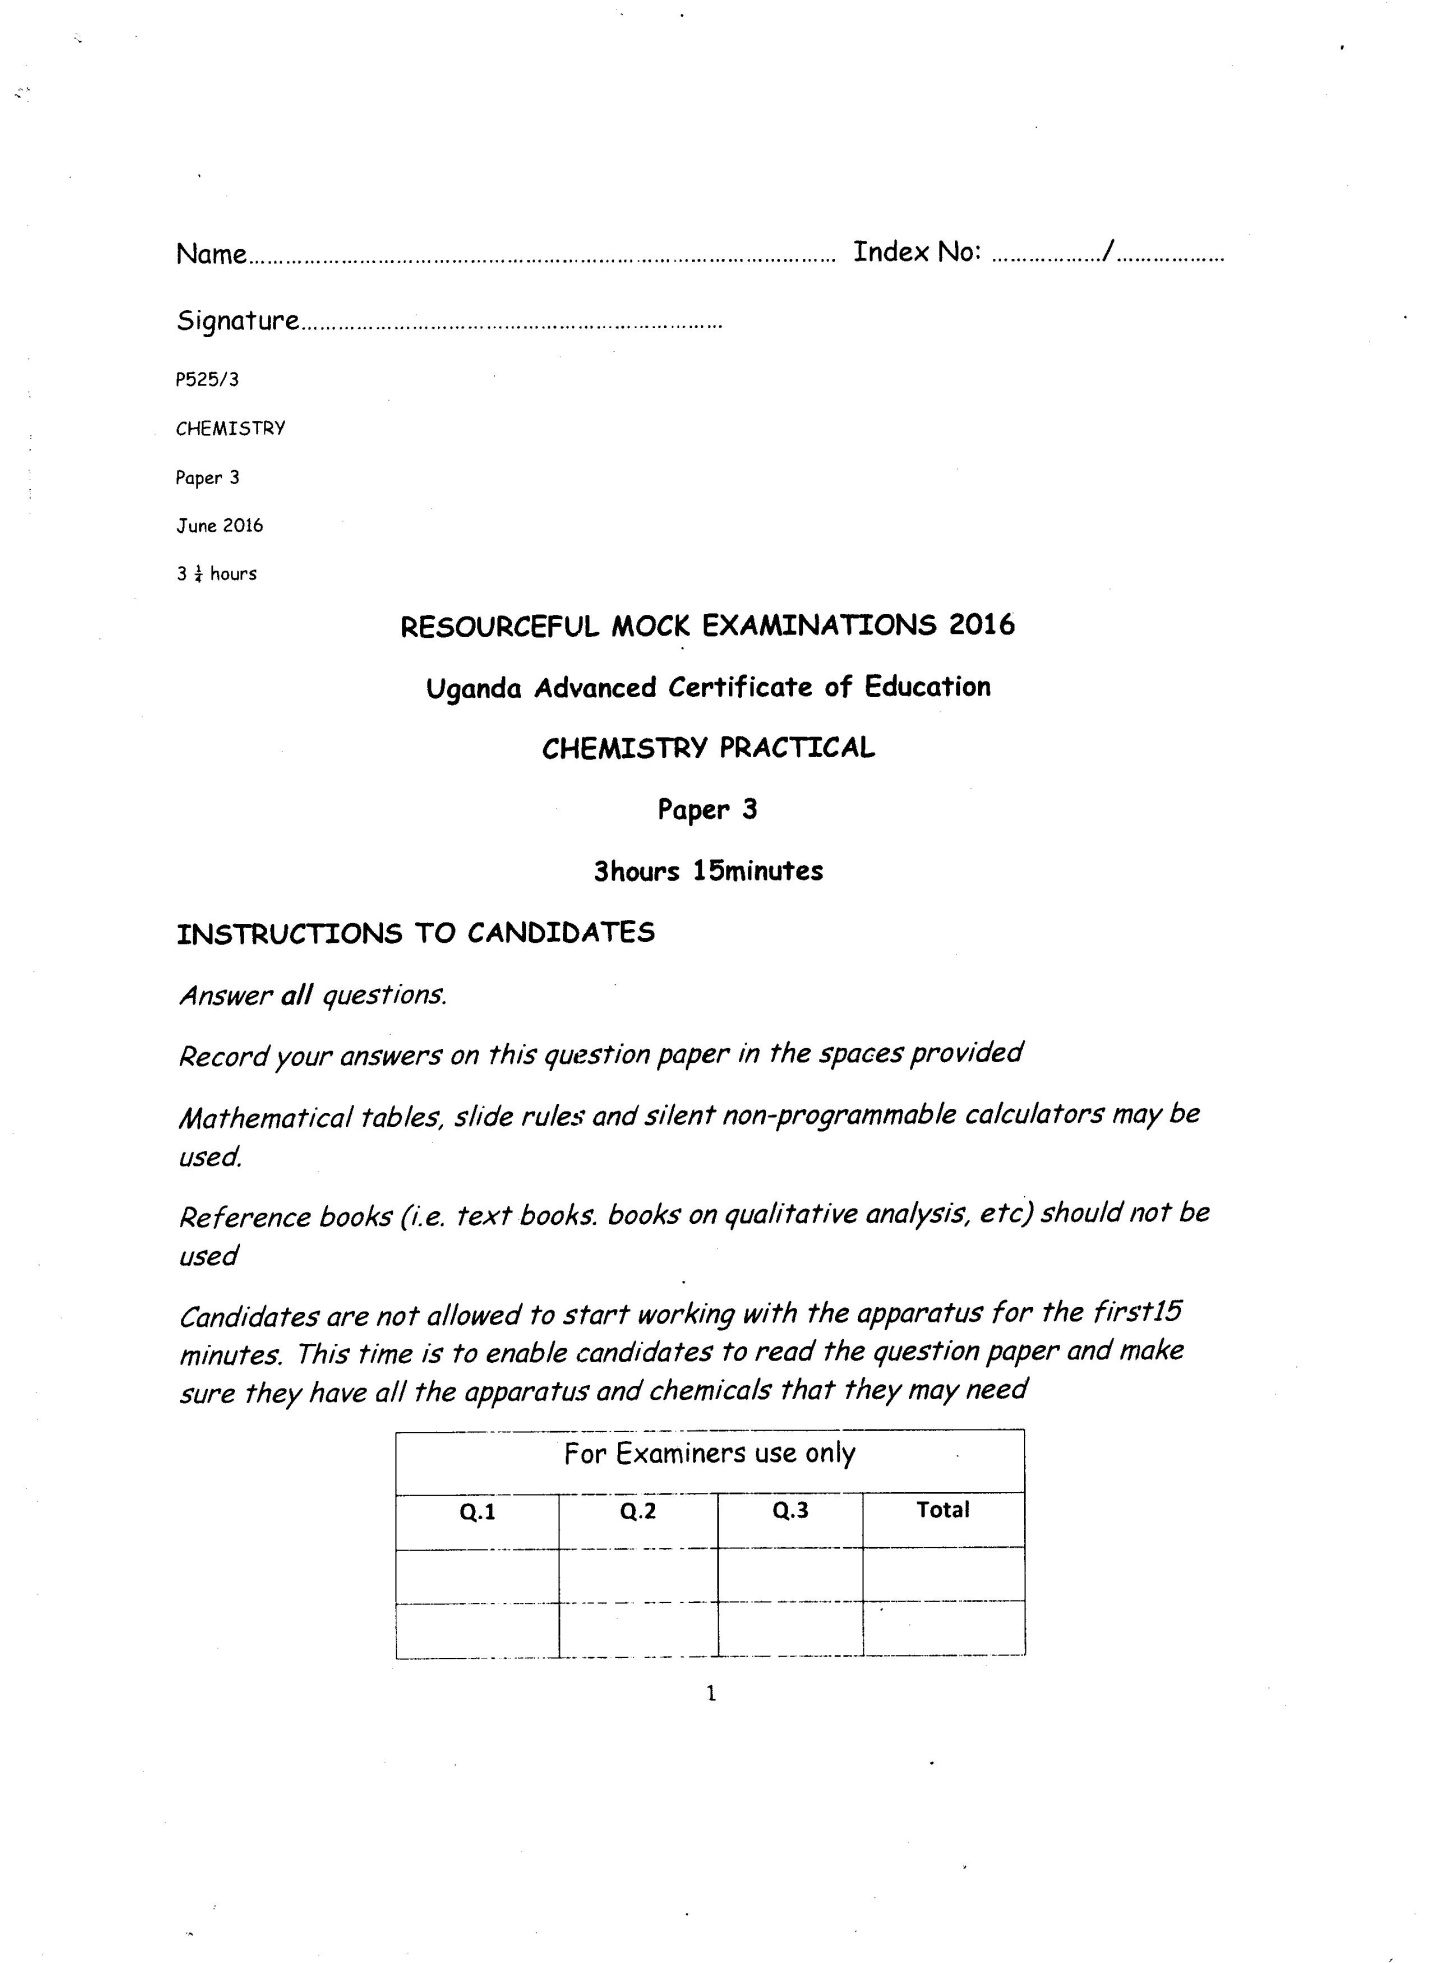 Name........................................................................................ Index No: ................../..................
Signature.....................................................................
P525/3
CHEMISTRY
Paper 3
June 2016
3 ¼ hours
RESOURCEFUL MOCK EXAMINATIONS 2016
Uganda Advanced Certificate of Education
CHEMISTRY PRACTICAL
Paper 3
3hours 15minutes
INSTRUCTIONS TO CANDIDATES
Answer all questions.
Record your answers on this question paper in the spaces provided
Mathematical tables, slide rules and silent non-programmable calculators may be
used.
Reference books (i.e. text books. books on qualitative analysis, etc) should not be
used
Candidates are not allowed to start working with the apparatus for the first15
minutes. This time is to enable candidates to read the question paper and make
sure they have all the apparatus and chemicals that they may need
For Examiners use only
Q.1 Q.2 Q.3 Total
1